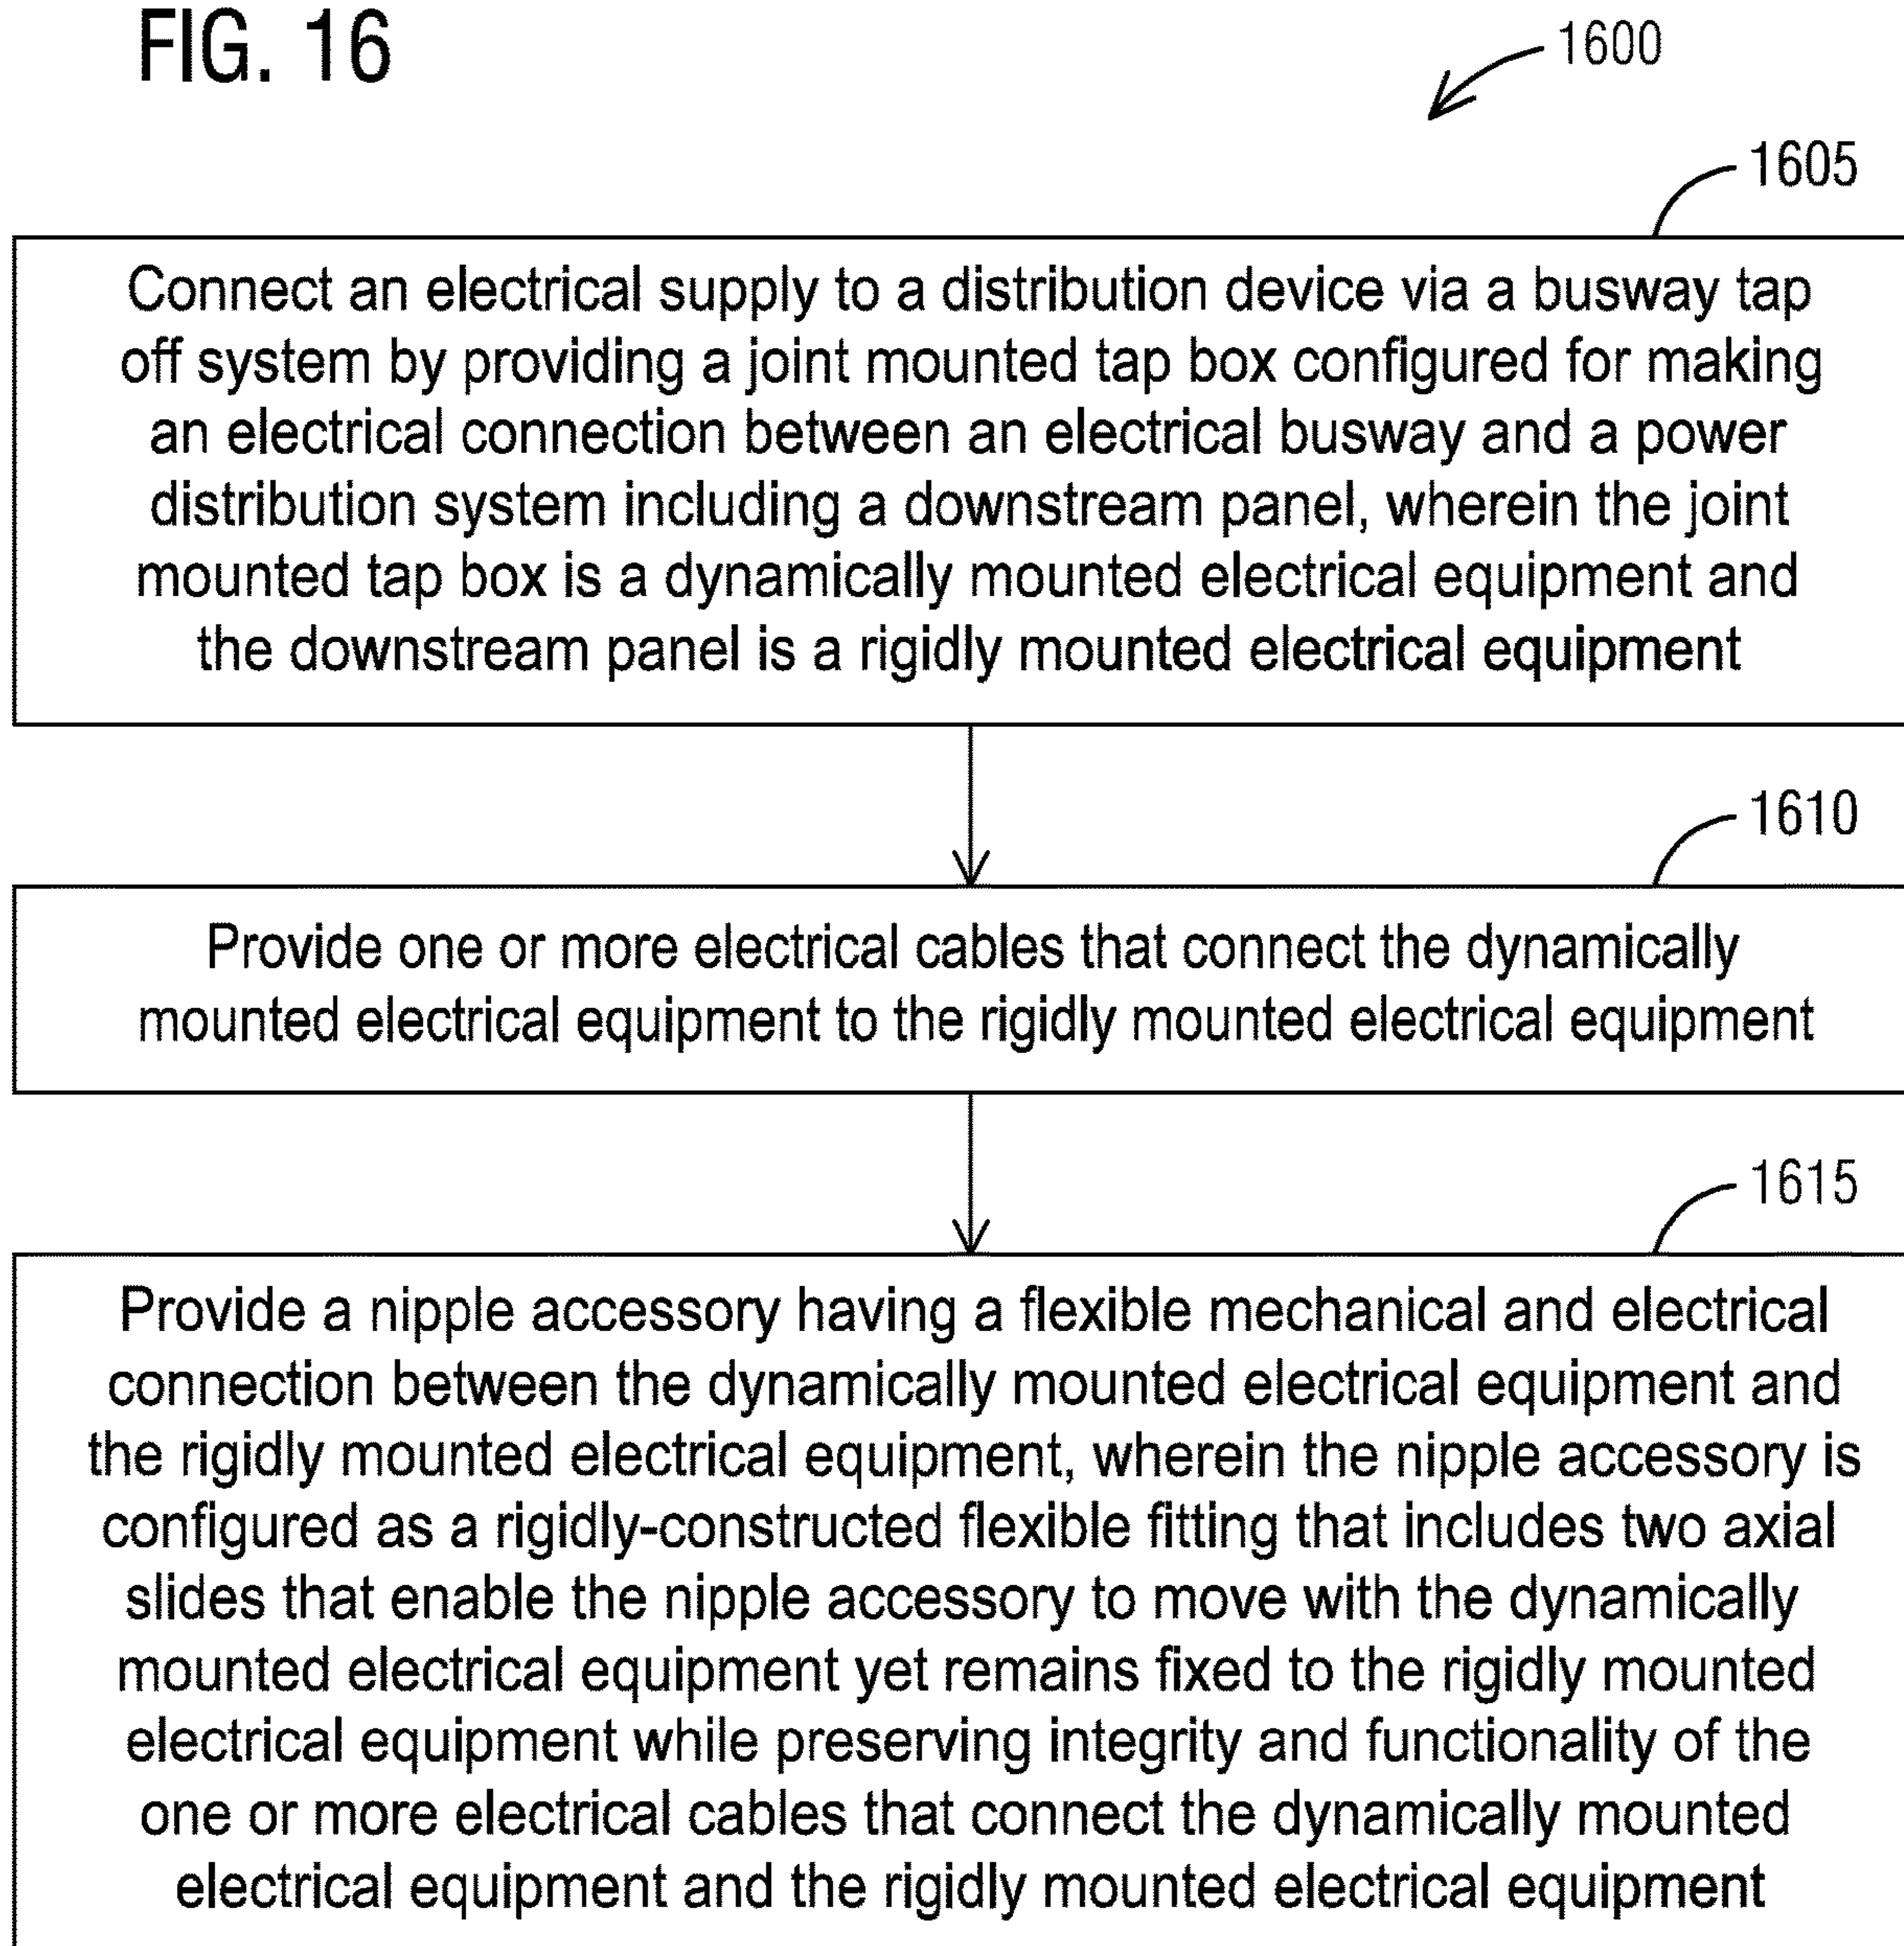 FIG. 16
1600
1605
Connect an electrical supply to a distribution device via a busway tap
off system by providing a joint mounted tap box configured for making
an electrical connection between an electrical busway and a power
distribution system including a downstream panel, wherein the joint
mounted tap box is a dynamically mounted electrical equipment and
the downstream panel is a rigidly mounted electrical equipment
1610
Provide one or more electrical cables that connect the dynamically
mounted electrical equipment to the rigidly mounted electrical equipment
1615
Provide a nipple accessory having a flexible mechanical and electrical
connection between the dynamically mounted electrical equipment and
the rigidly mounted electrical equipment, wherein the nipple accessory is
configured as a rigidly-constructed flexible fitting that includes two axial
slides that enable the nipple accessory to move with the dynamically
mounted electrical equipment yet remains fixed to the rigidly mounted
electrical equipment while preserving integrity and functionality of the
one or more electrical cables that connect the dynamically mounted
electrical equipment and the rigidly mounted electrical equipment